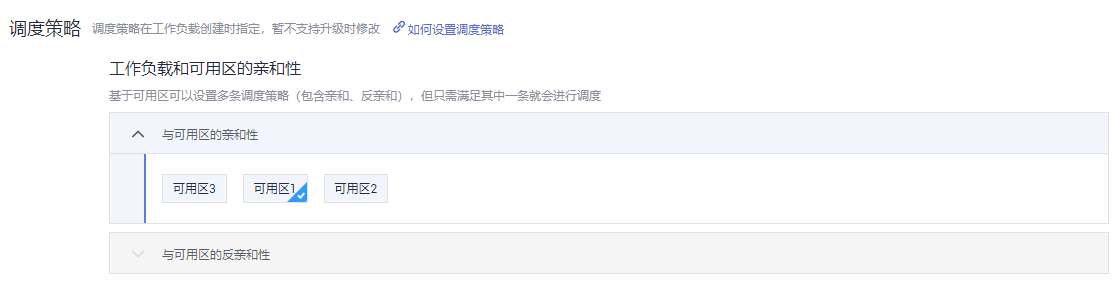 调度策略 调度策略在工作负载创建时指定，暂不支持升级时修改 如何设置调度策略
工作负载和可用区的亲和性
基于可用区可以设置多条调度策略（包含亲和、反亲和），但只需满足其中一条就会进行调度
与可用区的亲和性
可用区3 可用区1 可用区2
与可用区的反亲和性